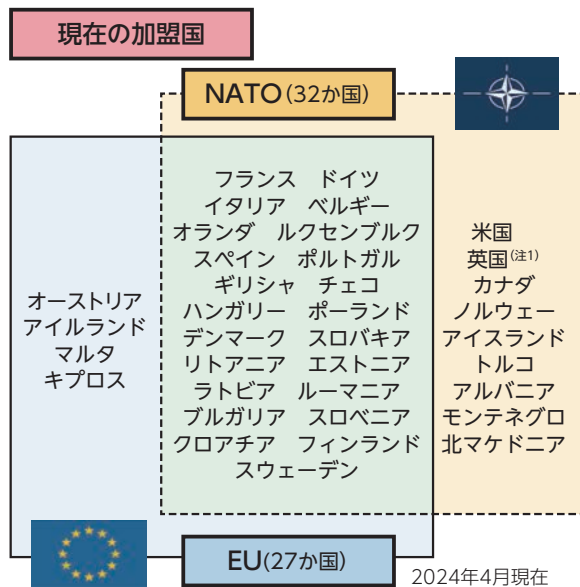 現在の加盟国
NATO(32か国)
オーストリア
アイルランド
マルタ
キプロス
フランス ドイツ
イタリア ベルギー
オランダ ルクセンブルク
スペイン ポルトガル
ギリシャ チェコ
ハンガリー ポーランド
デンマーク スロバキア
リトアニア エストニア
ラトビア ルーマニア
ブルガリア スロベニア
クロアチア フィンランド
スウェーデン
米国
英国(注1)
カナダ
ノルウェー
アイスランド
トルコ
アルバニア
モンテネグロ
北マケドニア
EU(27か国)
2024年4月現在